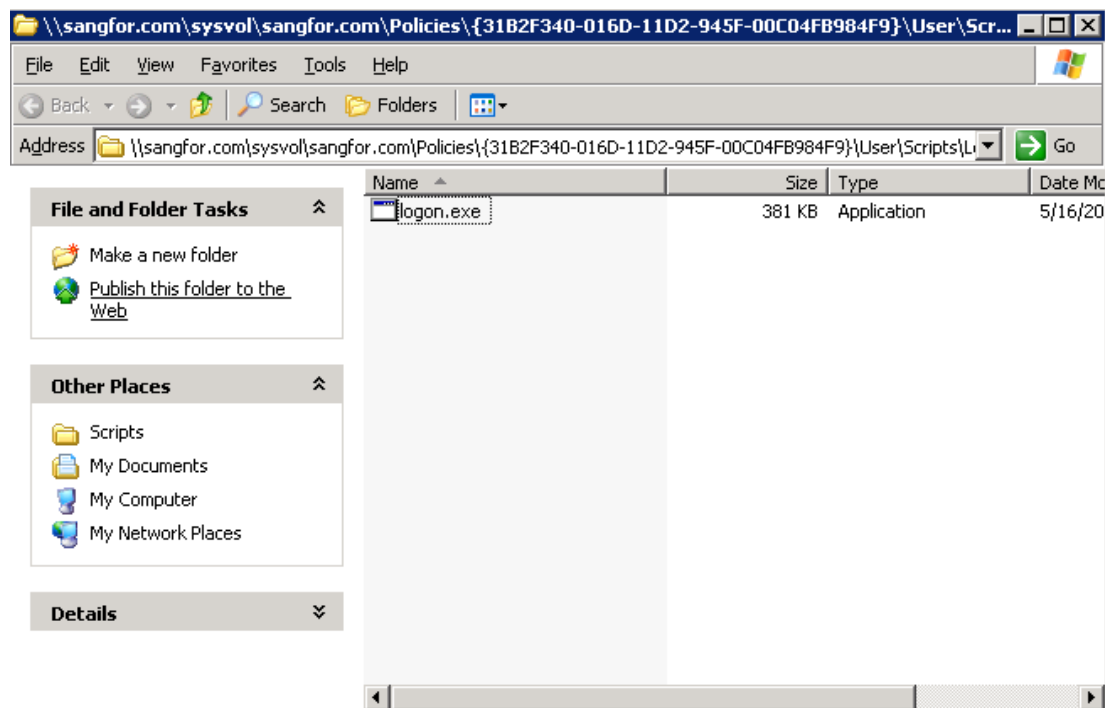 \\sangfor.com\sysvol\sangfor.com\Policies\{31B2F340-016D-11D2-945F-00C04FB984F9}\User\Scr...
File Edit View Favorites Tools Help
Back Search Folders
Address \\sangfor.com\sysvol\sangfor.com\Policies\{31B2F340-016D-11D2-945F-00C04FB984F9}\User\Scripts\L Go
Name Size Type Date Mo
logon.exe 381 KB Application 5/16/20
File and Folder Tasks
Make a new folder
Publish this folder to the
Web
Other Places
Scripts
My Documents
My Computer
My Network Places
Details